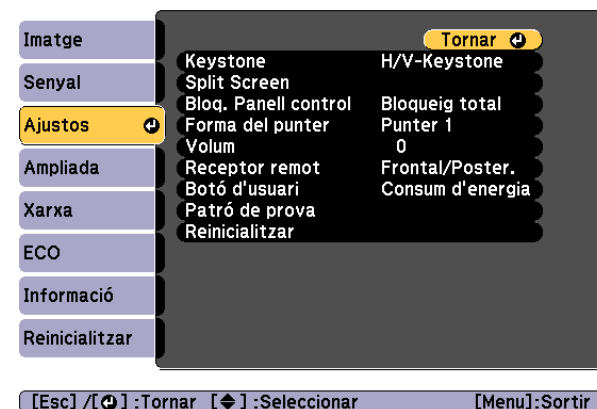 Imatge
Senyal
Ajustos
Ampliada
Xarxa
ECO
Informació
Reinicialitzar
Tornar
Keystone H/V-Keystone
Split Screen
Bloq. Panell control Bloqueig total
Forma del punter Punter 1
Volum 0
Receptor remot Frontal/Poster.
Botó d'usuari Consum d'energia
Patró de prova
Reinicialitzar
[Esc] /[ ] :Tornar [ ] :Seleccionar [Menu]:Sortir